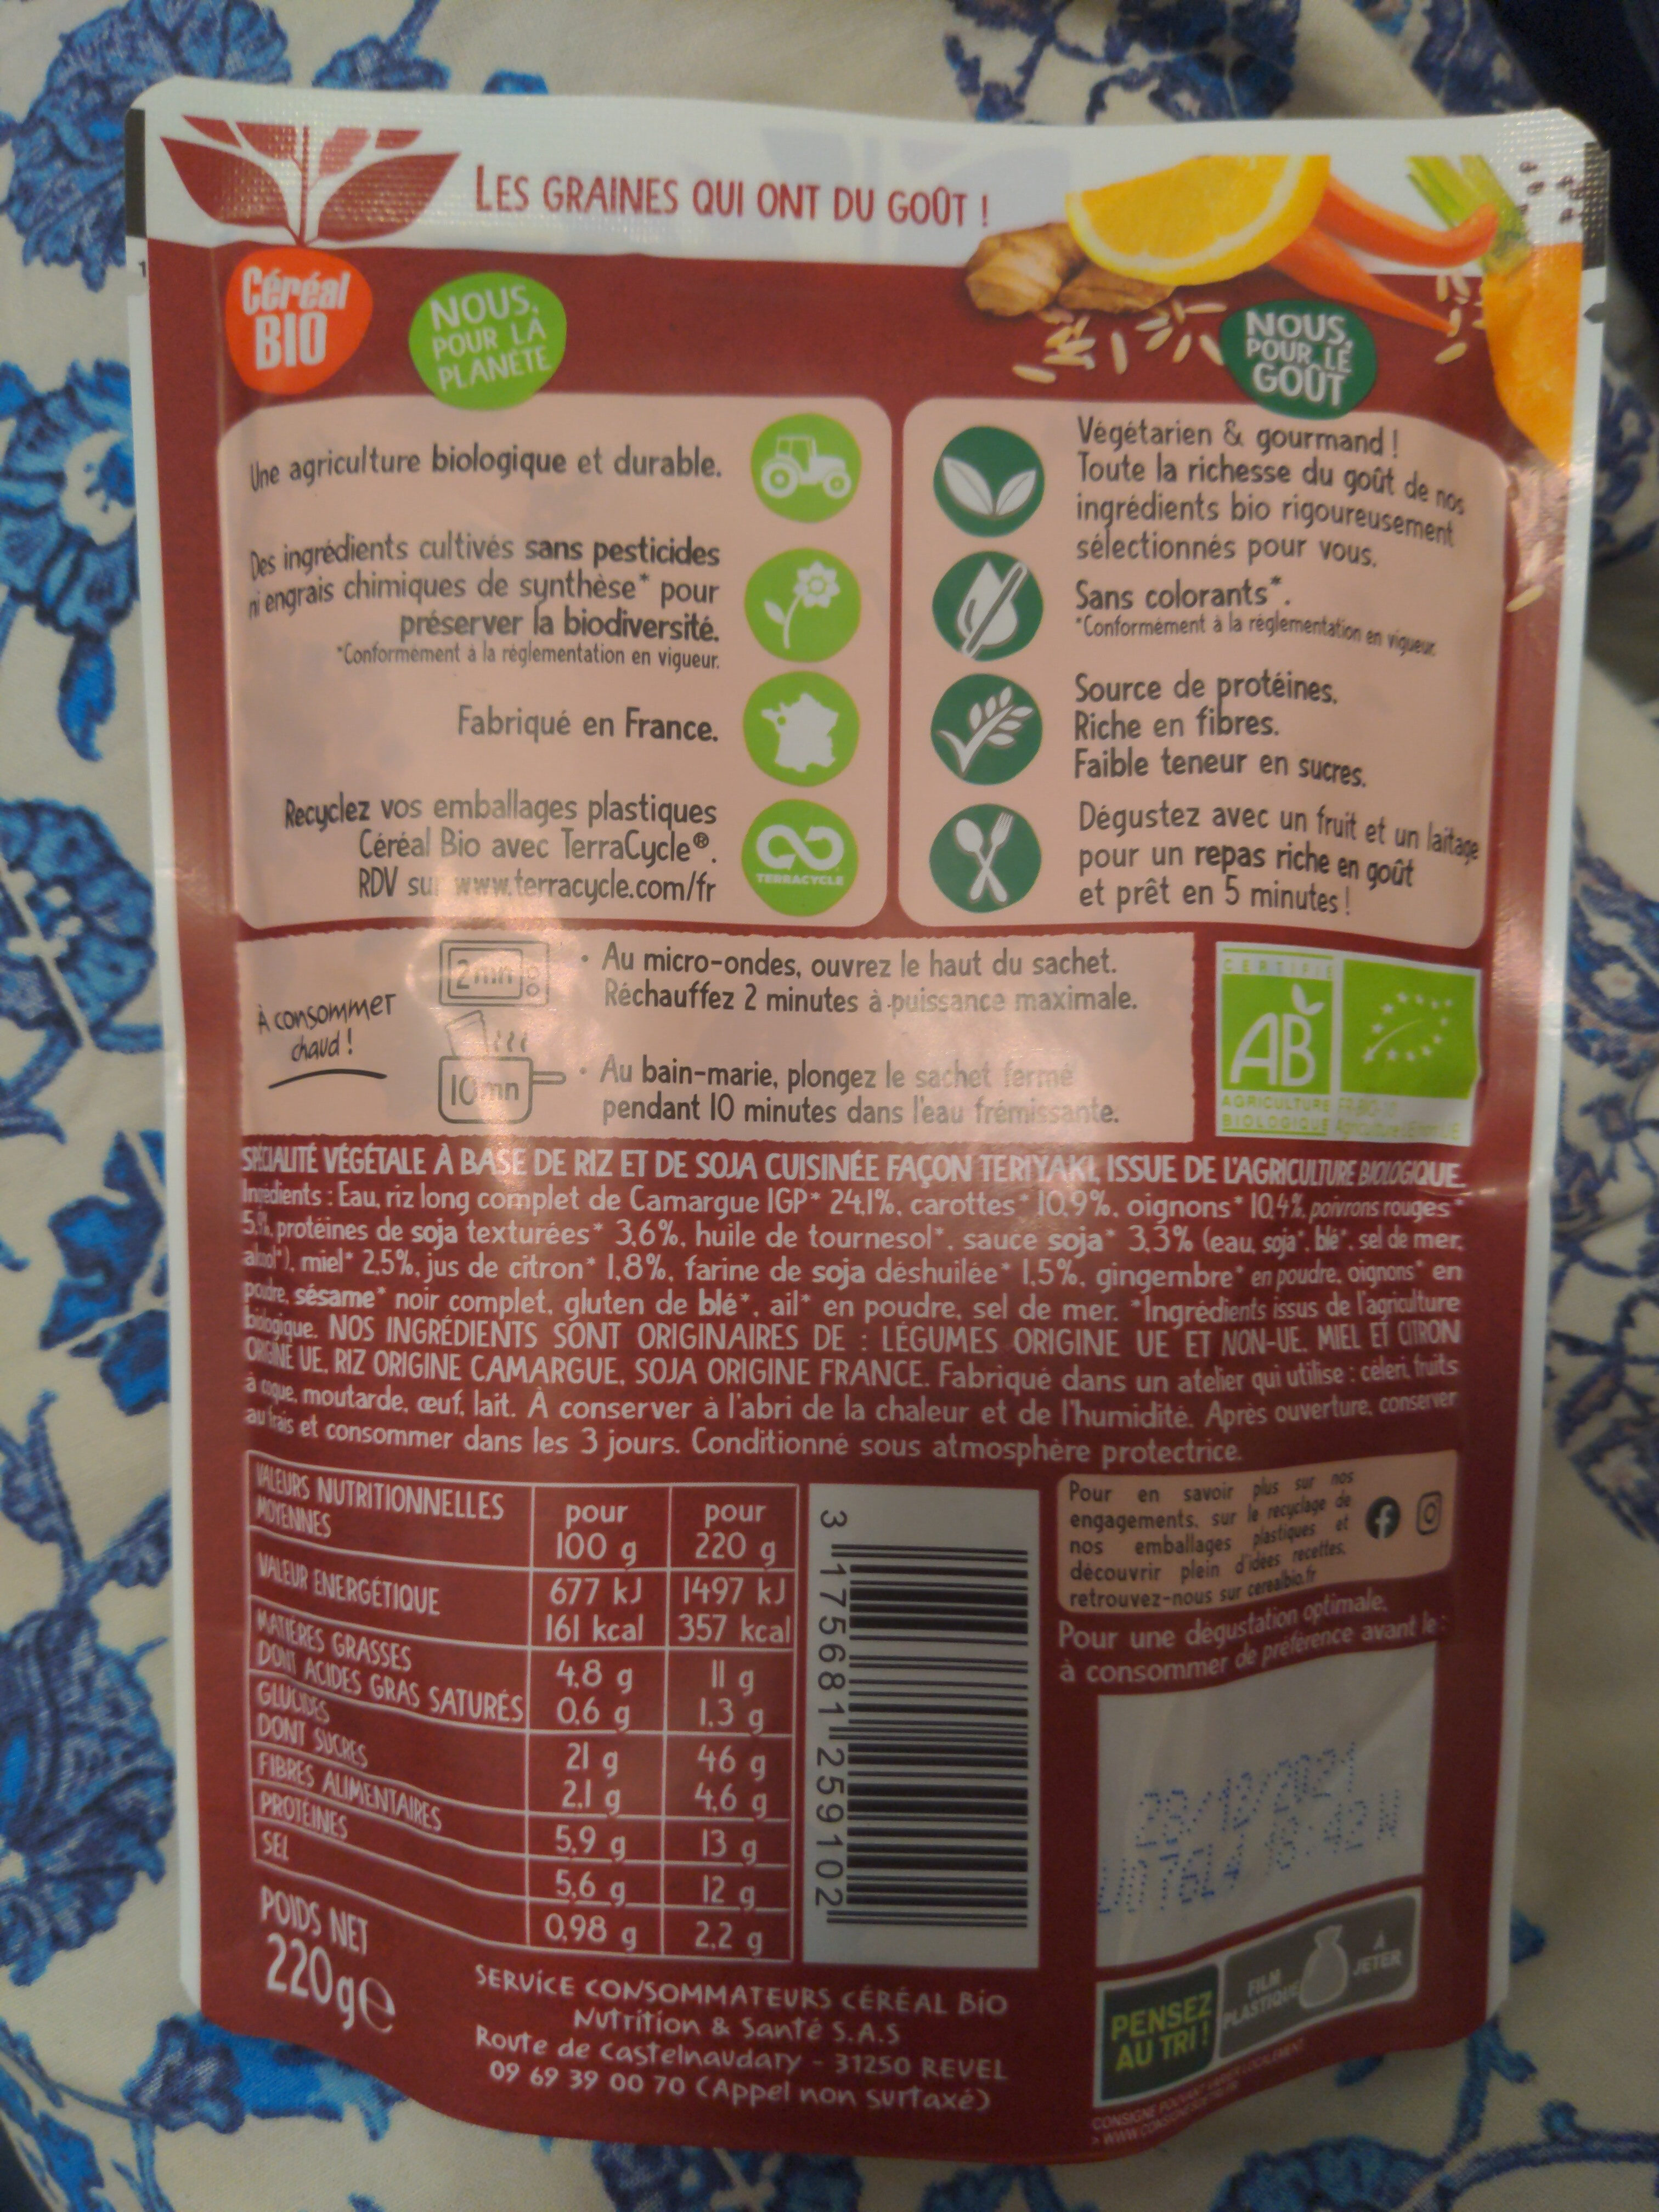 LES GRAINES QUI ONT DU GOÛT !
Céréal
BIO
NOUS,
POUR LA
PLANÈTE
NOUS,
POUR LE
GOÛT
Une agriculture biologique et durable.
Des ingrédients cultivés sans pesticides
ni engrais chimiques de synthèse* pour
préserver la biodiversité.
*Conformément à la réglementation en vigueur.
Fabriqué en France.
Recyclez vos emballages plastiques
Céréal Bio avec TerraCycle®.
RDV sur www.terracycle.com/fr
TERRACYCLE
Végétarien & gourmand !
Toute la richesse du goût de nos
ingrédients bio rigoureusement
sélectionnés pour vous.
Sans colorants*.
*Conformément à la réglementation en vigueur.
Source de protéines.
Riche en fibres.
Faible teneur en sucres.
Dégustez avec un fruit et un laitage
pour un repas riche en goût
et prêt en 5 minutes !
À consommer
chaud !
2 mn
10 mn
• Au micro-ondes, ouvrez le haut du sachet.
Réchauffez 2 minutes à puissance maximale.
• Au bain-marie, plongez le sachet fermé
pendant 10 minutes dans l'eau frémissante.
CERTIFIÉ
AB
AGRICULTURE FR-BIO-10
BIOLOGIQUE Agriculture UE/non UE
SPÉCIALITÉ VÉGÉTALE À BASE DE RIZ ET DE SOJA CUISINÉE FAÇON TERIYAKI, ISSUE DE L'AGRICULTURE BIOLOGIQUE.
Ingrédients : Eau, riz long complet de Camargue IGP* 24,1%, carottes* 10,9%, oignons* 10,4%, poivrons rouges*
protéines de soja texturées* 3,6%, huile de tournesol*, sauce soja* 3,3% (eau, soja*, blé*, sel de mer,
alcool*), miel* 2,5%, jus de citron* 1,8%, farine de soja déshuilée* 1,5%, gingembre* en poudre, oignons* en
poudre, sésame* noir complet, gluten de blé*, ail* en poudre, sel de mer. *Ingrédients issus de l'agriculture
biologique. NOS INGRÉDIENTS SONT ORIGINAIRES DE : LÉGUMES ORIGINE UE ET NON-UE, MIEL ET CITRON
ORIGINE UE, RIZ ORIGINE CAMARGUE, SOJA ORIGINE FRANCE. Fabriqué dans un atelier qui utilise : céleri, fruits
à coque, moutarde, œuf, lait. À conserver à l'abri de la chaleur et de l'humidité. Après ouverture, conserver
au frais et consommer dans les 3 jours. Conditionné sous atmosphère protectrice.
VALEURS NUTRITIONNELLES
MOYENNES
pour
100 g
pour
220 g
VALEUR ENERGÉTIQUE
677 kJ 1497 kJ
161 kcal 357 kcal
MATIÈRES GRASSES 4,8 g 11 g
DONT ACIDES GRAS SATURÉS 0,6 g 1,3 g
GLUCIDES 21 g 46 g
DONT SUCRES 2,1 g 4,6 g
FIBRES ALIMENTAIRES 5,9 g 13 g
PROTÉINES 5,6 g 12 g
SEL 0,98 g 2,2 g
POIDS NET
220g e
3 175681 259102
Pour en savoir plus sur nos
engagements, sur le recyclage de
nos emballages plastiques et
découvrir plein d'idées recettes,
retrouvez-nous sur cerealbio.fr
Pour une dégustation optimale,
à consommer de préférence avant le :
SERVICE CONSOMMATEURS CÉRÉAL BIO
Nutrition & Santé S.A.S
Route de Castelnaudary - 31250 REVEL
09 69 39 00 70 (Appel non surtaxé)
PENSEZ
AU TRI !
FILM
PLASTIQUE
À
JETER
CONSIGNE POUVANT VARIER LOCALEMENT